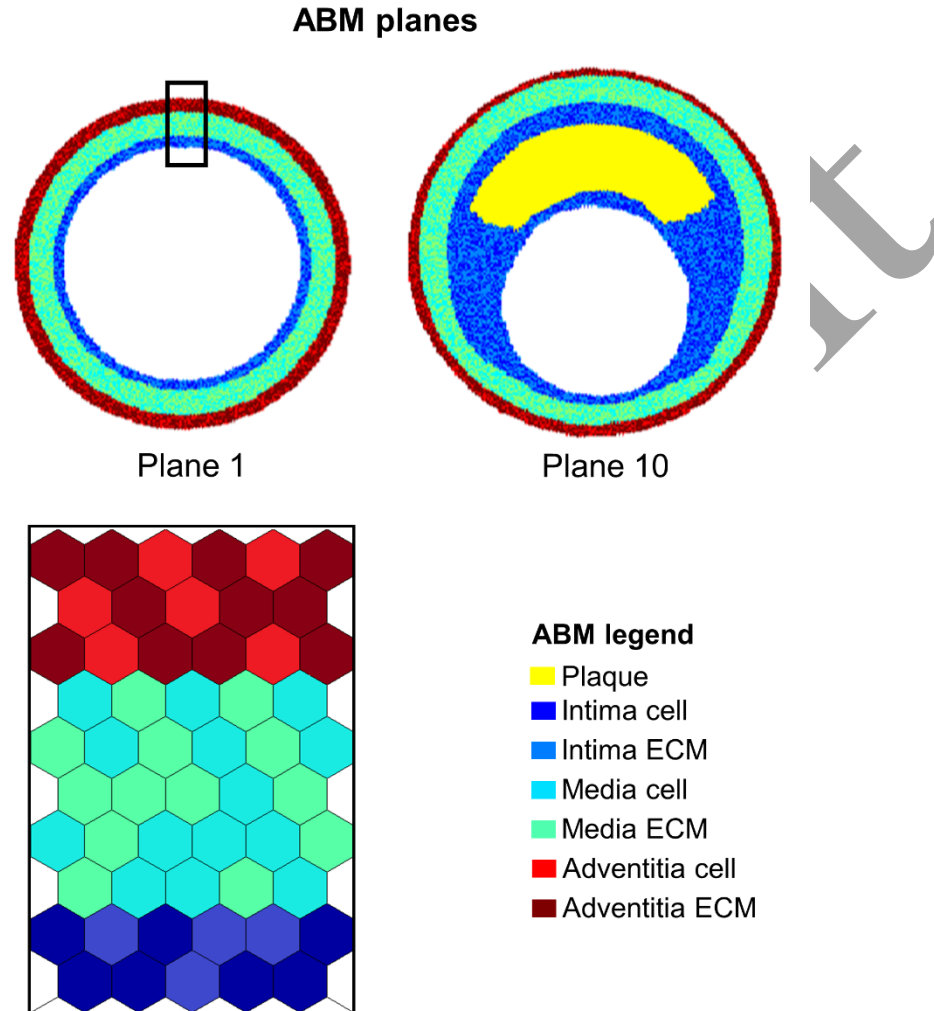 ABM planes
Plane 1
Plane 10
ABM legend
Plaque
Intima cell
Intima ECM
Media cell
Media ECM
Adventitia cell
Adventitia ECM